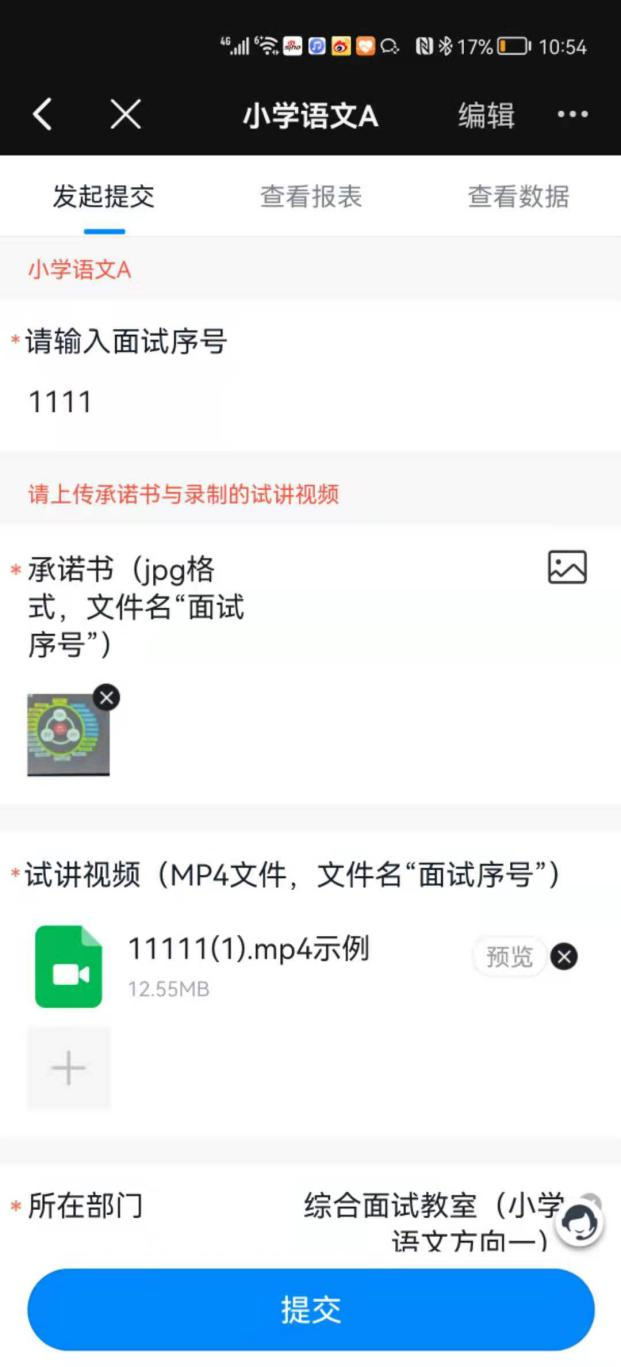 4G 6 17% 10:54
小学语文A 编辑
发起提交 查看报表 查看数据
小学语文A
*请输入面试序号
1111
请上传承诺书与录制的试讲视频
*承诺书（jpg格
式，文件名“面试
序号”）
*试讲视频（MP4文件，文件名“面试序号”）
11111(1).mp4示例 预览
12.55MB
*所在部门 综合面试教室（小学
语文方向一）
提交